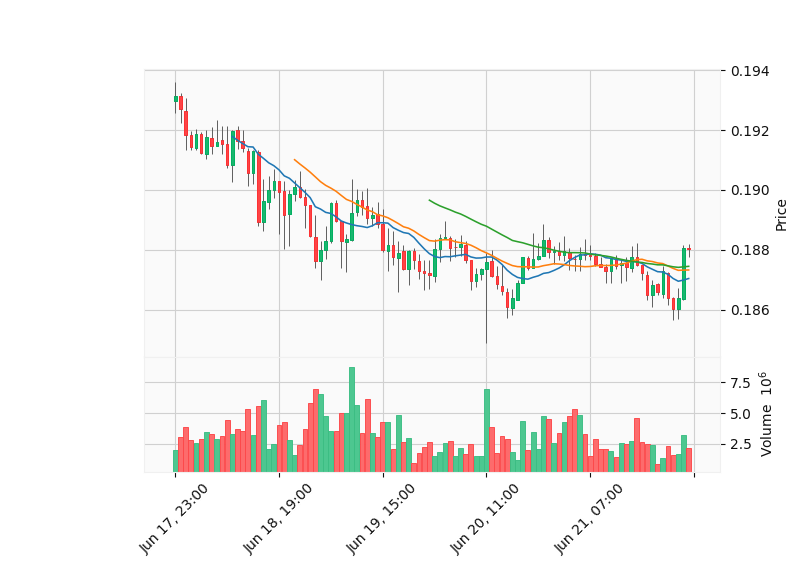 0.194
0.192
0.190
0.188
0.186
Price
7.5
5.0
2.5
Volume 10^6
Jun 17, 23:00
Jun 18, 19:00
Jun 19, 15:00
Jun 20, 11:00
Jun 21, 07:00